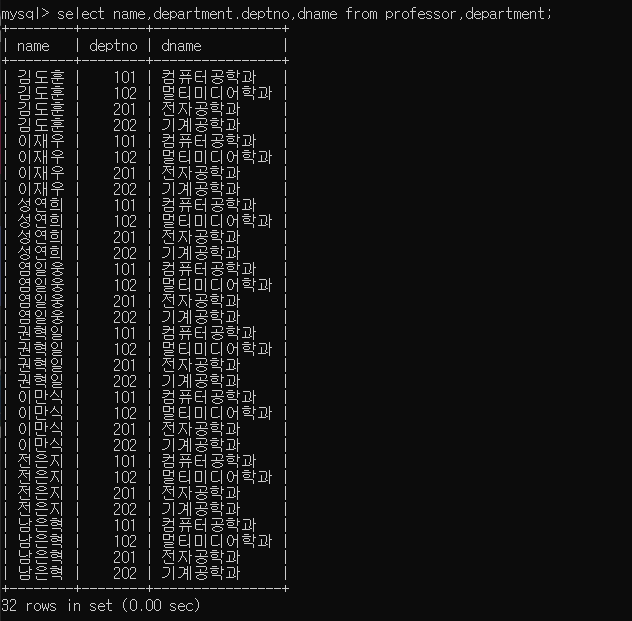 mysql> select name,department.deptno,dname from professor,department;
+--------+--------+----------------+
| name   | deptno | dname          |
+--------+--------+----------------+
| 김도훈 |    101 | 컴퓨터공학과   |
| 김도훈 |    102 | 멀티미디어학과 |
| 김도훈 |    201 | 전자공학과     |
| 김도훈 |    202 | 기계공학과     |
| 이재우 |    101 | 컴퓨터공학과   |
| 이재우 |    102 | 멀티미디어학과 |
| 이재우 |    201 | 전자공학과     |
| 이재우 |    202 | 기계공학과     |
| 성연희 |    101 | 컴퓨터공학과   |
| 성연희 |    102 | 멀티미디어학과 |
| 성연희 |    201 | 전자공학과     |
| 성연희 |    202 | 기계공학과     |
| 염일웅 |    101 | 컴퓨터공학과   |
| 염일웅 |    102 | 멀티미디어학과 |
| 염일웅 |    201 | 전자공학과     |
| 염일웅 |    202 | 기계공학과     |
| 권혁일 |    101 | 컴퓨터공학과   |
| 권혁일 |    102 | 멀티미디어학과 |
| 권혁일 |    201 | 전자공학과     |
| 권혁일 |    202 | 기계공학과     |
| 이만식 |    101 | 컴퓨터공학과   |
| 이만식 |    102 | 멀티미디어학과 |
| 이만식 |    201 | 전자공학과     |
| 이만식 |    202 | 기계공학과     |
| 전은지 |    101 | 컴퓨터공학과   |
| 전은지 |    102 | 멀티미디어학과 |
| 전은지 |    201 | 전자공학과     |
| 전은지 |    202 | 기계공학과     |
| 남은혁 |    101 | 컴퓨터공학과   |
| 남은혁 |    102 | 멀티미디어학과 |
| 남은혁 |    201 | 전자공학과     |
| 남은혁 |    202 | 기계공학과     |
+--------+--------+----------------+
32 rows in set (0.00 sec)